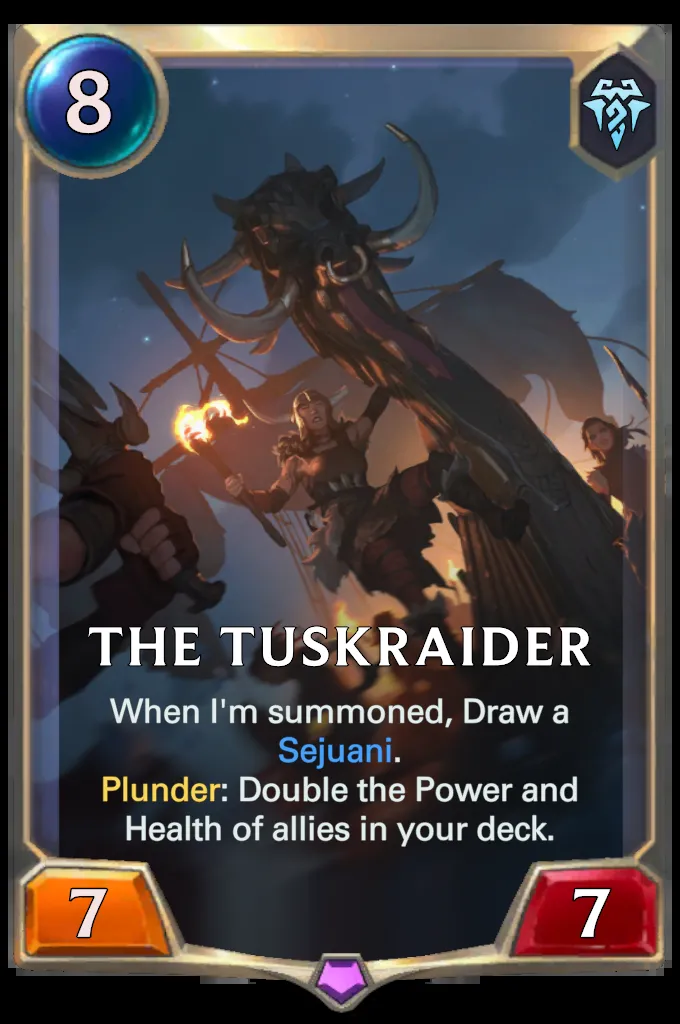 8
THE TUSKRAIDER
When I'm summoned, Draw a
Sejuani.
Plunder: Double the Power and
Health of allies in your deck.
7
7